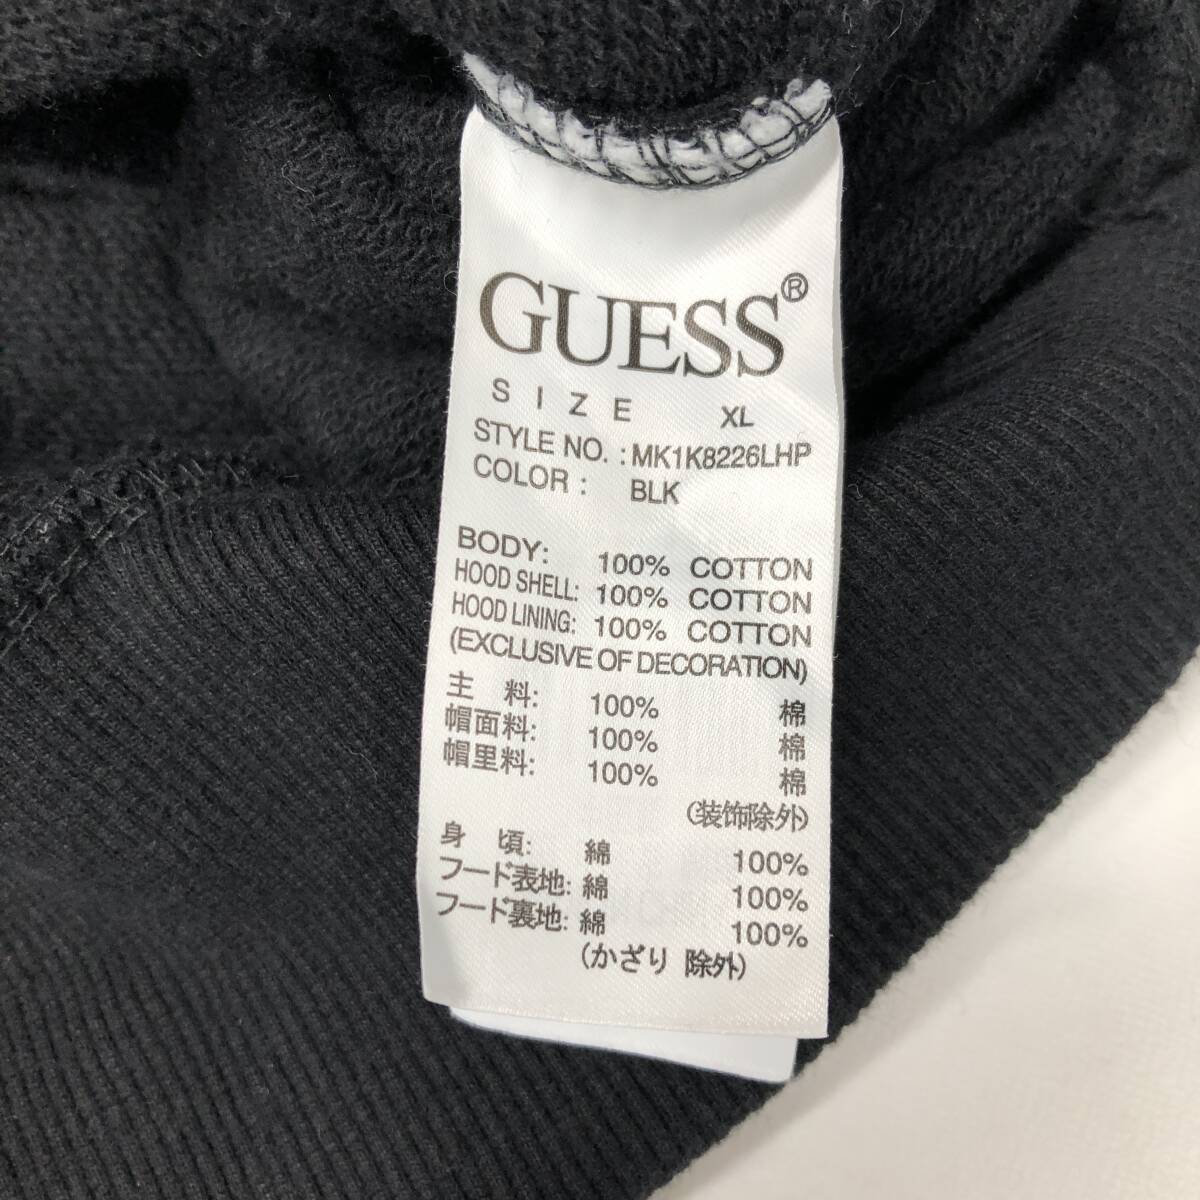 GUESS®
SIZE XL
STYLE NO. : MK1K8226LHP
COLOR : BLK
BODY: 100% COTTON
HOOD SHELL: 100% COTTON
HOOD LINING: 100% COTTON
(EXCLUSIVE OF DECORATION)
主 料: 100% 棉
帽面料: 100% 棉
帽里料: 100% 棉
(装饰除外)
身 頃: 綿 100%
フード表地: 綿 100%
フード裏地: 綿 100%
(かざり 除外)